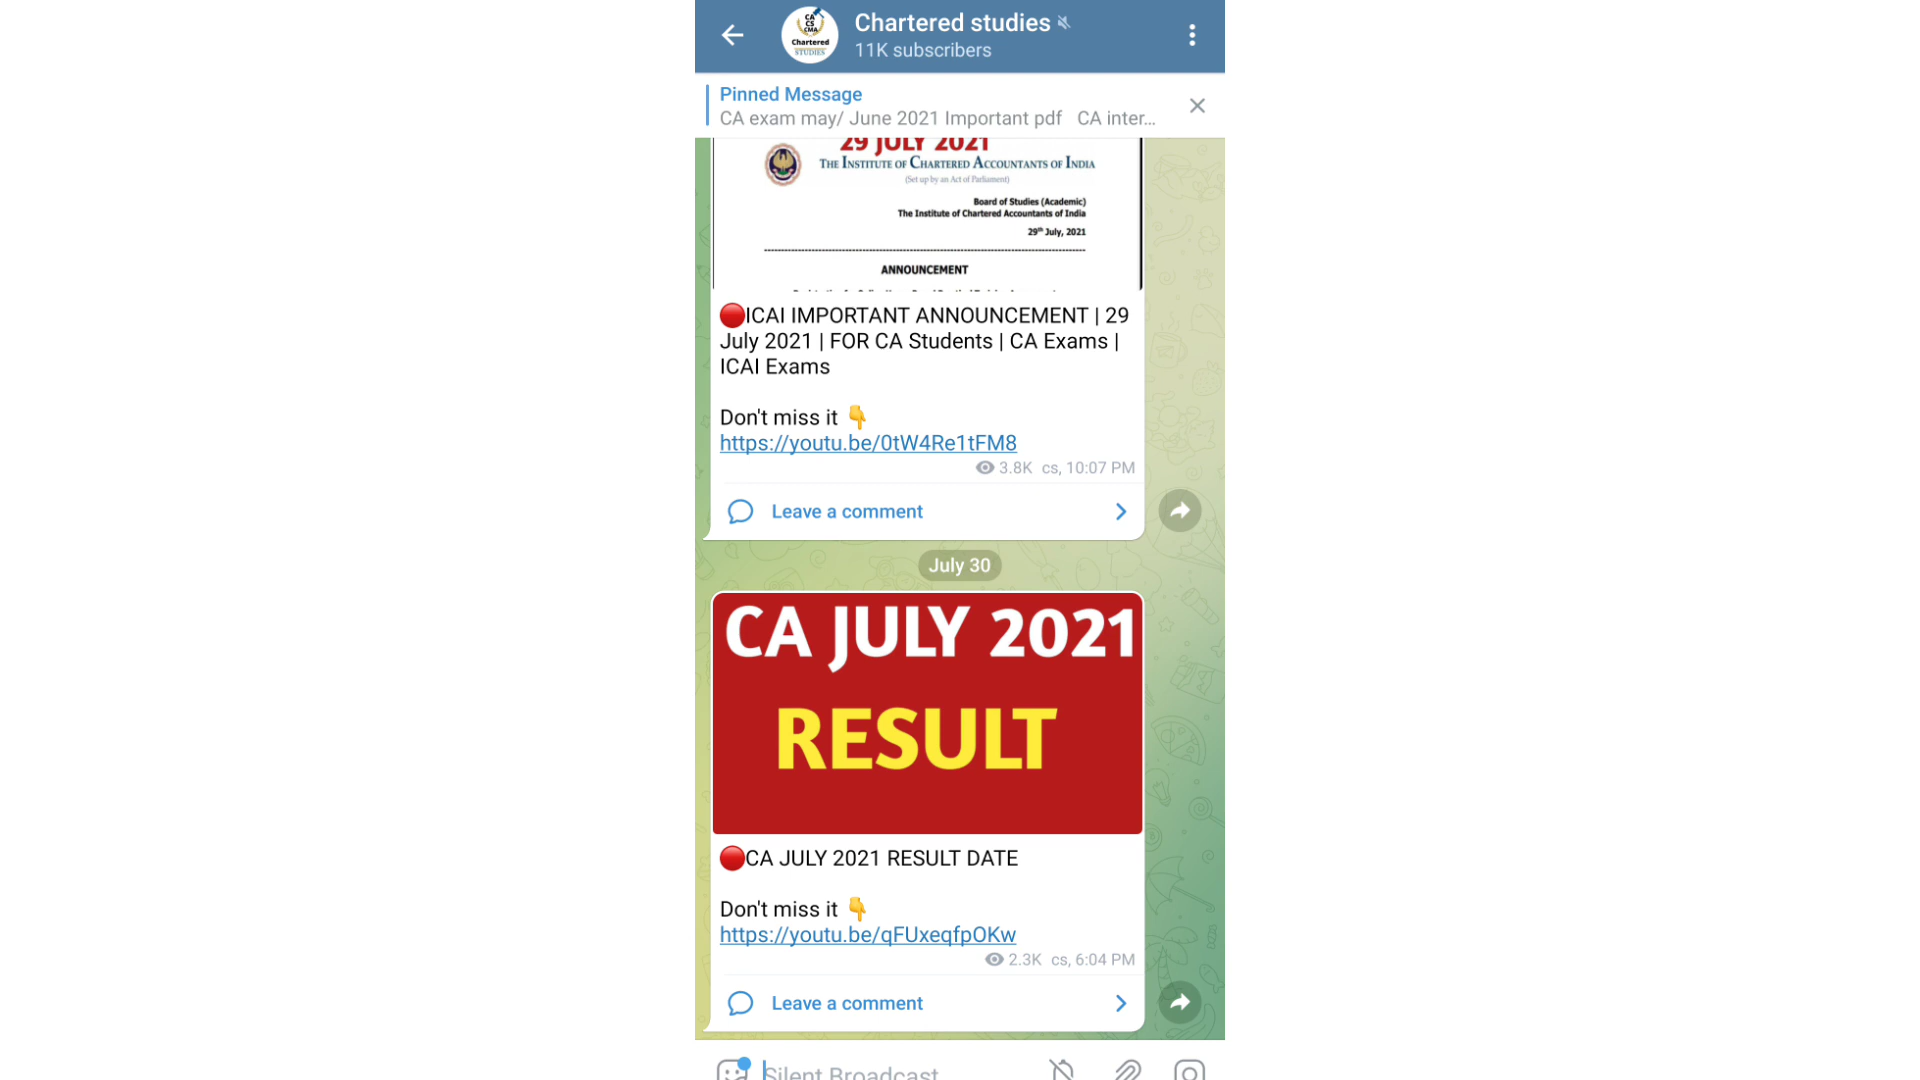 CA
CS
CMA
Chartered
STUDIES
Chartered studies
11K subscribers
Pinned Message
CA exam may/ June 2021 Important pdf CA inter...
29 JULY 2021
THE INSTITUTE OF CHARTERED ACCOUNTANTS OF INDIA
(Set up by an Act of Parliament)
Board of Studies (Academic)
The Institute of Chartered Accountants of India
29th July, 2021
ANNOUNCEMENT
🔴ICAI IMPORTANT ANNOUNCEMENT | 29
July 2021 | FOR CA Students | CA Exams |
ICAI Exams
Don't miss it 👇
https://youtu.be/0tW4Re1tFM8
3.8K cs, 10:07 PM
Leave a comment
July 30
CA JULY 2021
RESULT
🔴CA JULY 2021 RESULT DATE
Don't miss it 👇
https://youtu.be/qFUxeqfpOKw
2.3K cs, 6:04 PM
Leave a comment
Silent Broadcast